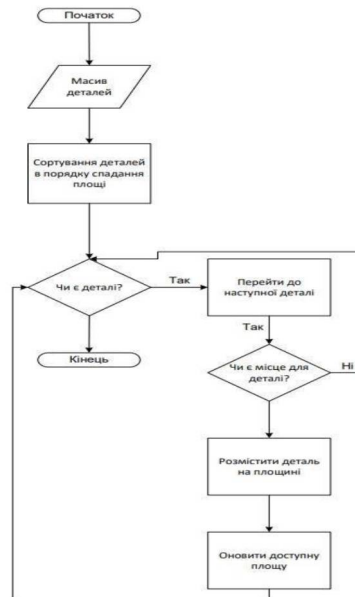 Початок
Масив
деталей
Сортування деталей
в порядку спадання
площі
Чи є деталі?
Так
Перейти до
наступної деталі
Так
Кінець
Чи є місце для
деталі?
Ні
Розмістити деталь
на площині
Оновити доступну
площу